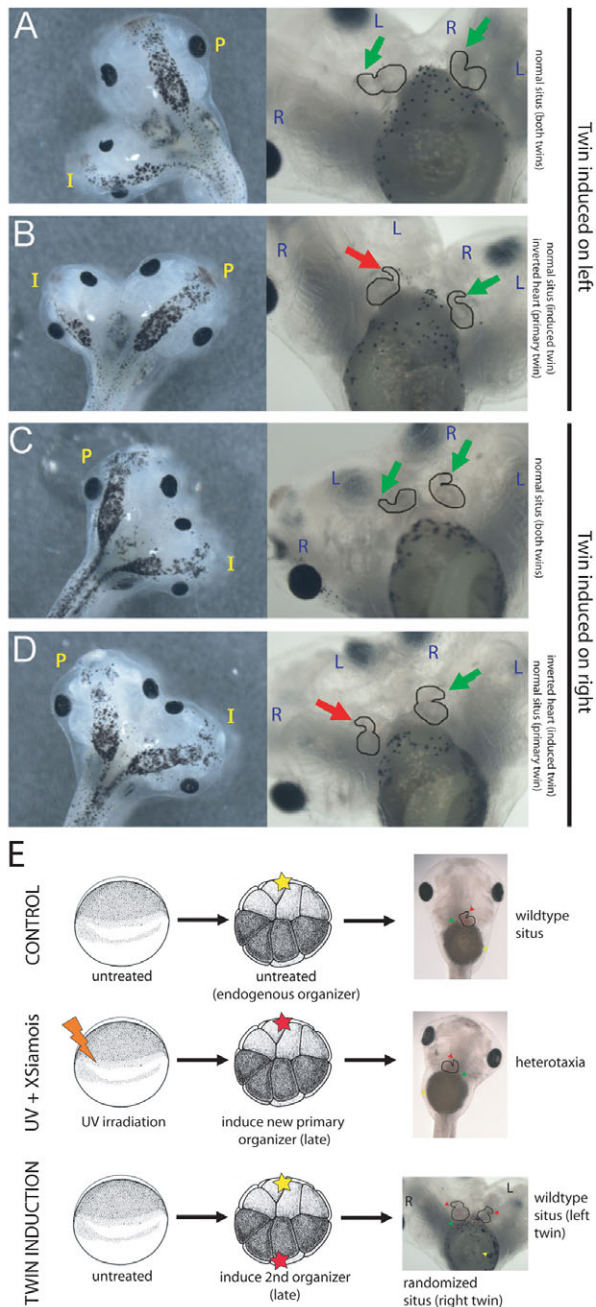 A
P
I
L
R
R
L
normal situs (both twins)
B
I
P
L
R
R
L
normal situs (induced twin)
inverted heart (primary twin)
Twin induced on left
C
P
I
R
L
L
R
normal situs (both twins)
D
P
I
R
L
L
R
inverted heart (induced twin)
normal situs (primary twin)
Twin induced on right
E
CONTROL
untreated
untreated
(endogenous organizer)
wildtype
situs
UV + XSiamois
UV irradiation
induce new primary
organizer (late)
heterotaxia
TWIN INDUCTION
untreated
induce 2nd organizer
(late)
R
L
wildtype
situs (left
twin)
randomized
situs (right twin)